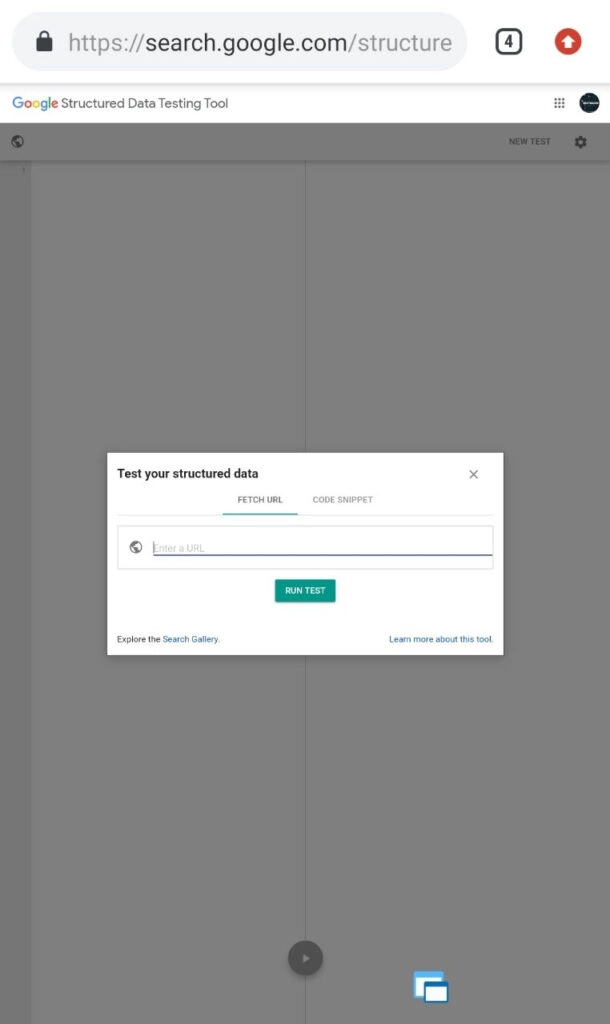 https://search.google.com/structure
4
Google Structured Data Testing Tool
NEW TEST
1
Test your structured data
FETCH URL CODE SNIPPET
Enter a URL
RUN TEST
Explore the Search Gallery. Learn more about this tool.